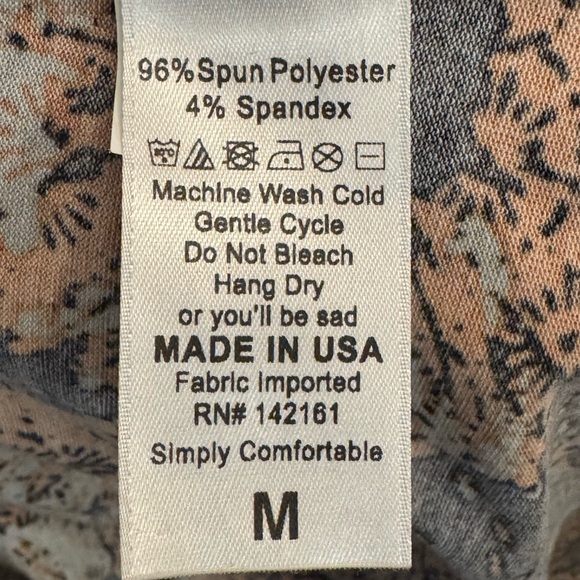 96% Spun Polyester
4% Spandex
Machine Wash Cold
Gentle Cycle
Do Not Bleach
Hang Dry
or you'll be sad
MADE IN USA
Fabric Imported
RN# 142161
Simply Comfortable
M